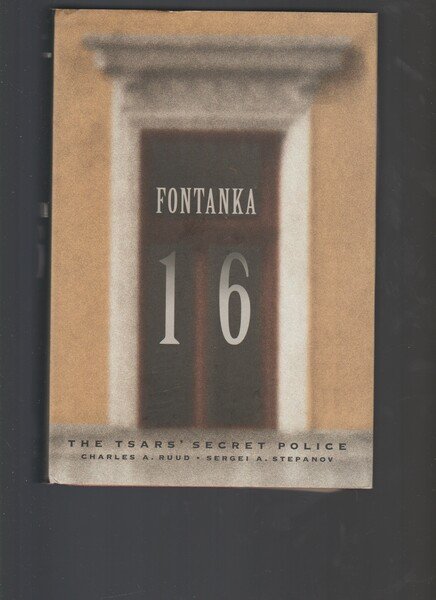 FONTANKA
16
THE TSARS' SECRET POLICE
CHARLES A. RUUD • SERGEI A. STEPANOV